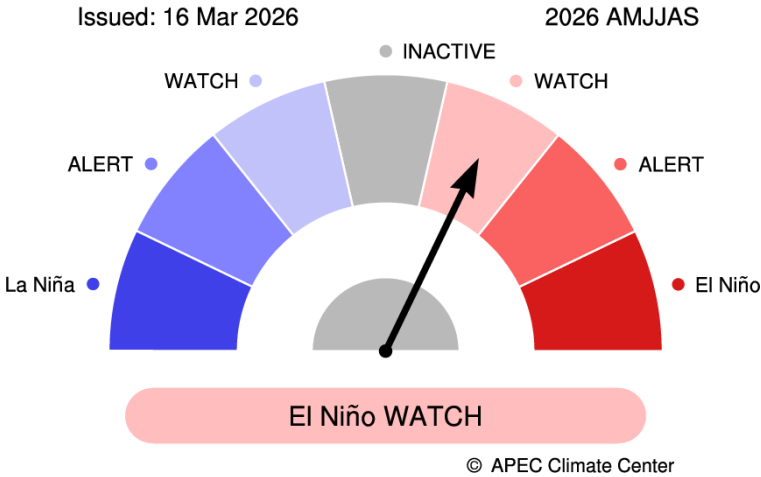 Issued: 16 Mar 2026
2026 AMJJAS
INACTIVE
WATCH
WATCH
ALERT
ALERT
La Niña
El Niño
El Niño WATCH
© APEC Climate Center